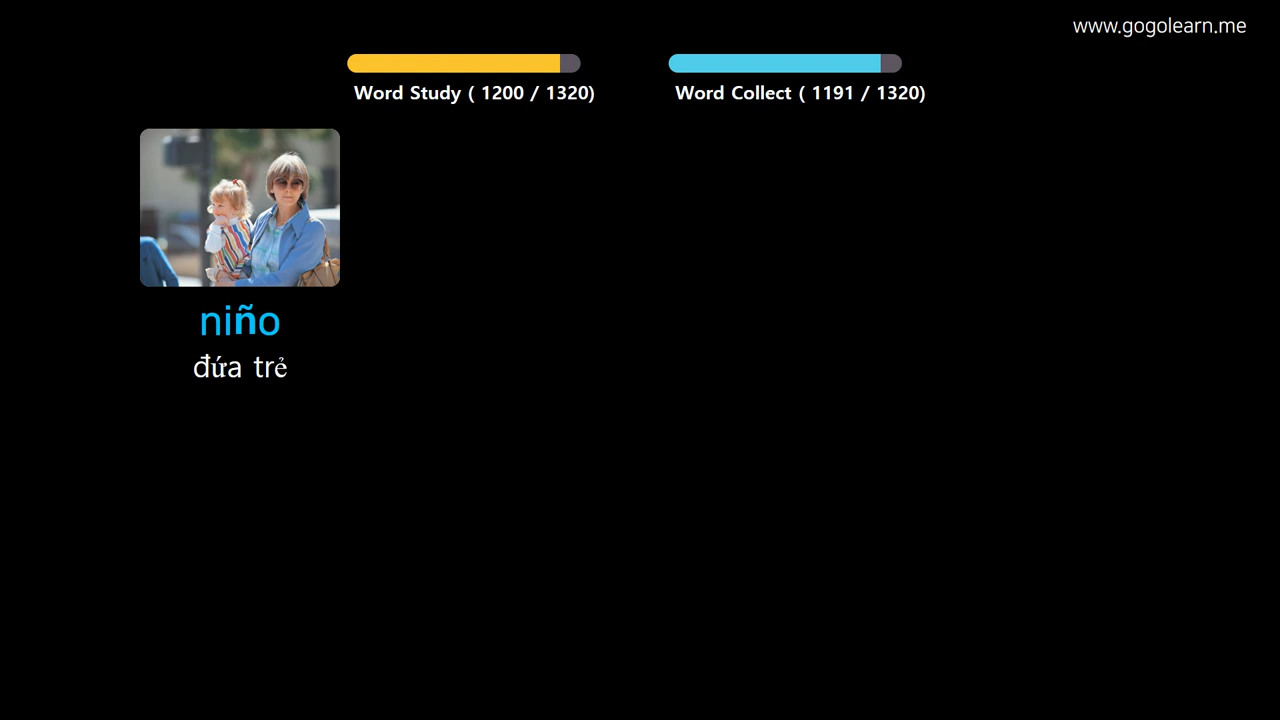 www.gogolearn.me
Word Study ( 1200 / 1320)
Word Collect ( 1191 / 1320)
niño
đứa trẻ